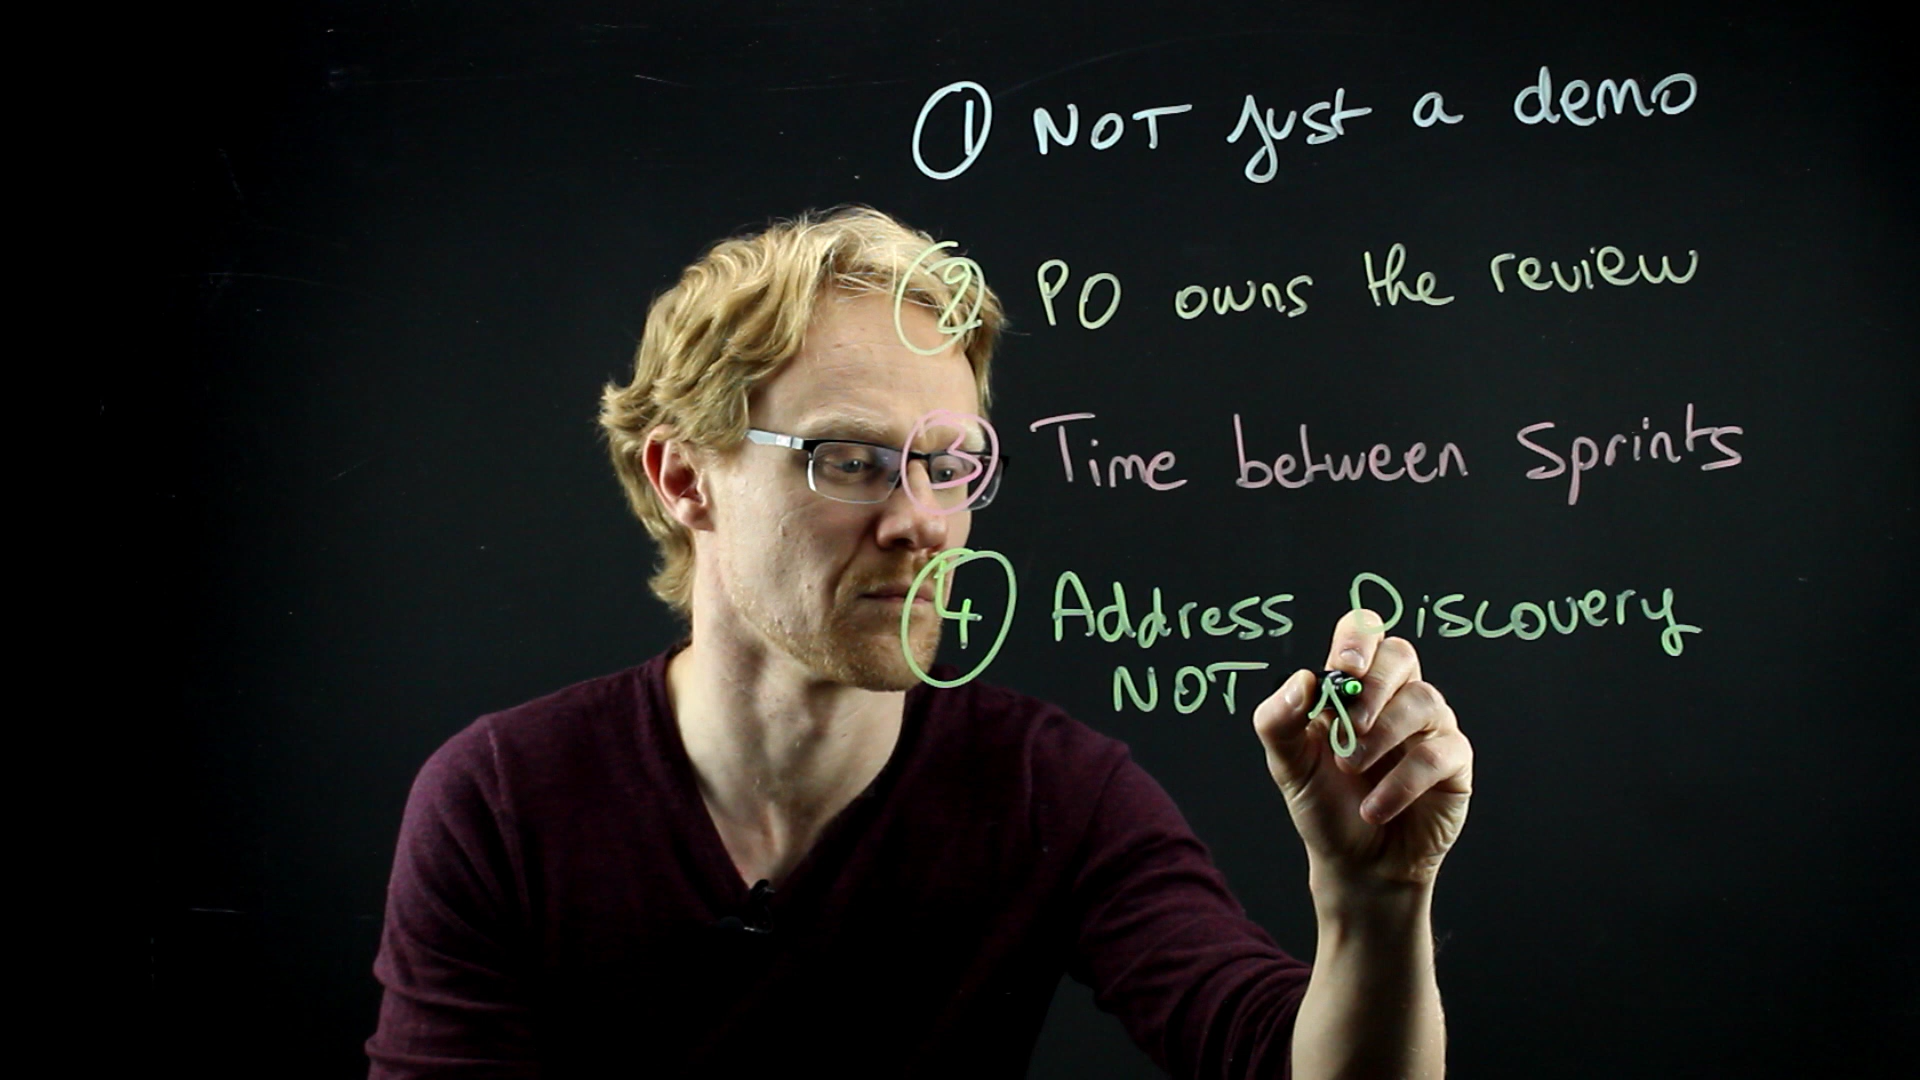 1 NOT just a demo
2 PO owns the review
3 Time between Sprints
4 Address Discovery
NOT j